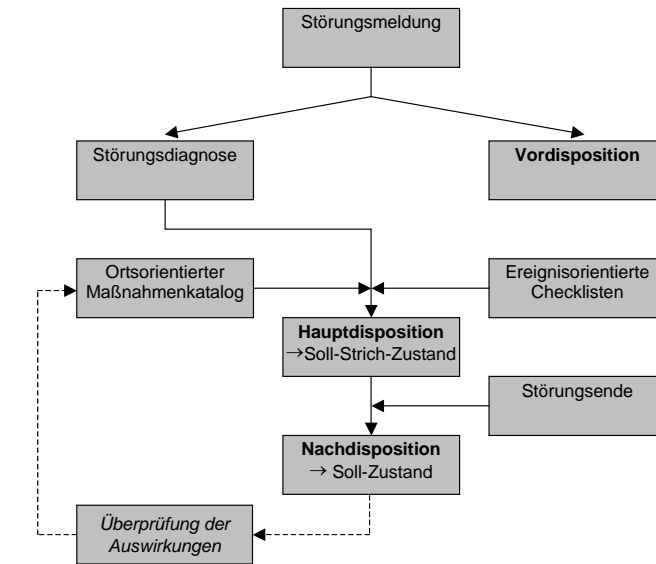 Störungsmeldung
Störungsdiagnose
Vordisposition
Ortsorientierter
Maßnahmenkatalog
Ereignisorientierte
Checklisten
Hauptdisposition
→Soll-Strich-Zustand
Störungsende
Nachdisposition
→ Soll-Zustand
Überprüfung der
Auswirkungen